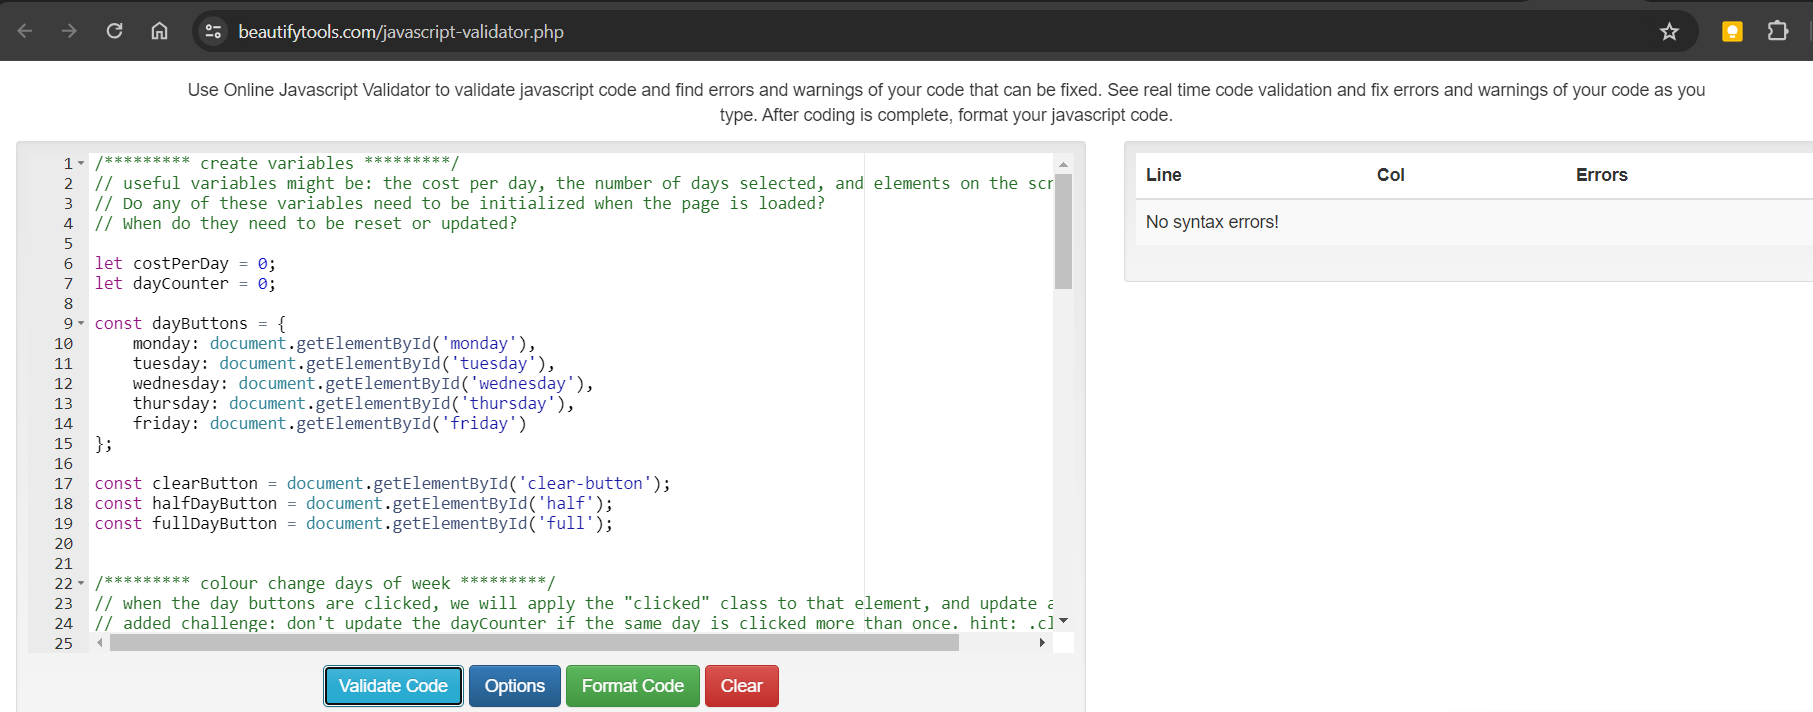 beautifytools.com/javascript-validator.php
Use Online Javascript Validator to validate javascript code and find errors and warnings of your code that can be fixed. See real time code validation and fix errors and warnings of your code as you
type. After coding is complete, format your javascript code.
1 /********* create variables *********/
2 // useful variables might be: the cost per day, the number of days selected, and elements on the scr
3 // Do any of these variables need to be initialized when the page is loaded?
4 // When do they need to be reset or updated?
5
6 let costPerDay = 0;
7 let dayCounter = 0;
8
9 const dayButtons = {
10     monday: document.getElementById('monday'),
11     tuesday: document.getElementById('tuesday'),
12     wednesday: document.getElementById('wednesday'),
13     thursday: document.getElementById('thursday'),
14     friday: document.getElementById('friday')
15 };
16
17 const clearButton = document.getElementById('clear-button');
18 const halfDayButton = document.getElementById('half');
19 const fullDayButton = document.getElementById('full');
20
21
22 /********* colour change days of week *********/
23 // when the day buttons are clicked, we will apply the "clicked" class to that element, and update a
24 // added challenge: don't update the dayCounter if the same day is clicked more than once. hint: .cl
25
Validate Code Options Format Code Clear
Line Col Errors
No syntax errors!